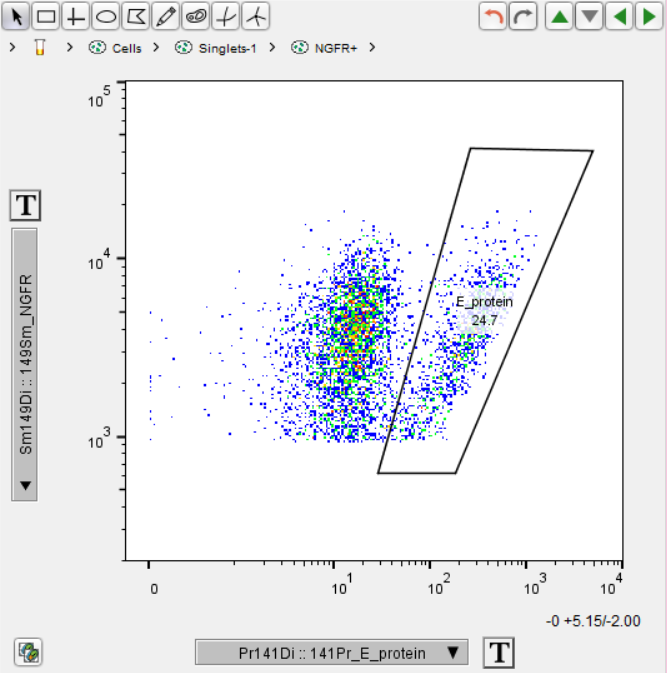 > > Cells > Singlets-1 > NGFR+ >
10^5
10^4
10^3
T
Sm149Di :: 149Sm_NGFR
E_protein
24.7
0 10^1 10^2 10^3 10^4
-0 +5.15/-2.00
Pr141Di :: 141Pr_E_protein
T